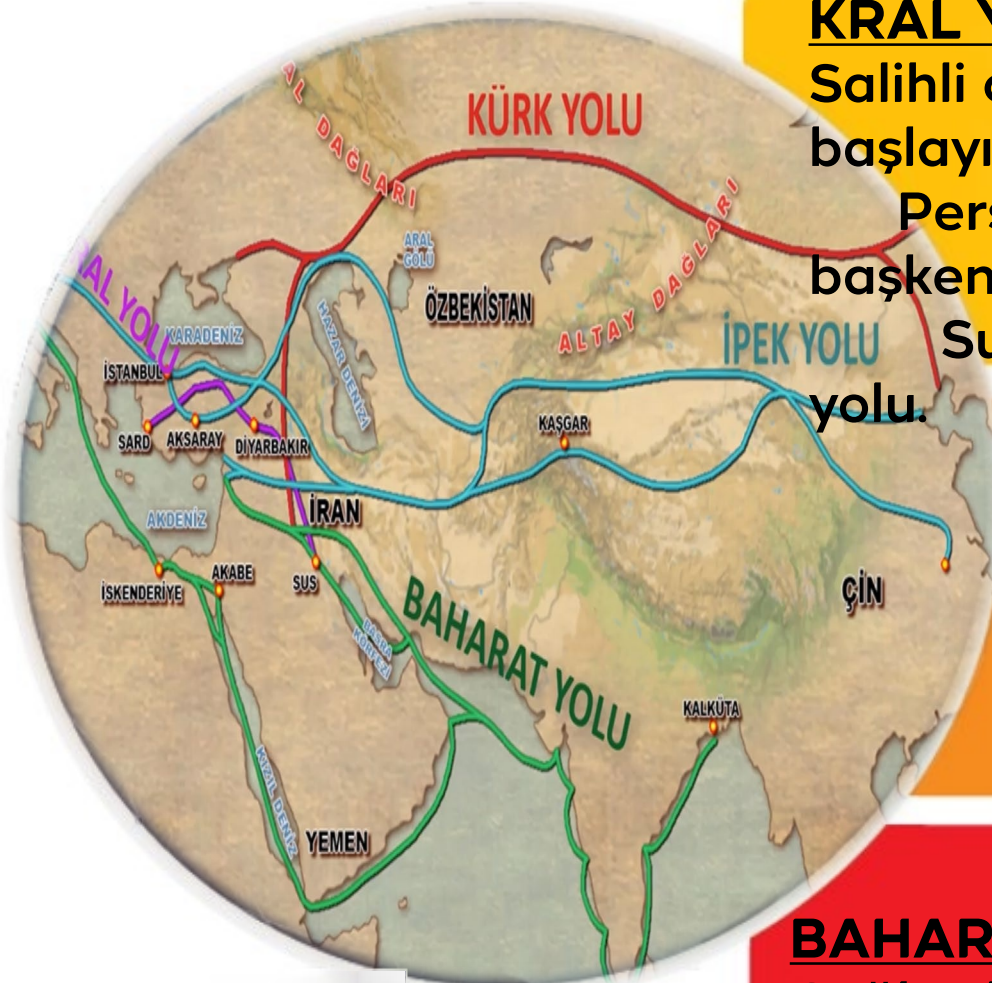 KRAL
Salihli
başlayı
Pers
başken
Su
yolu.
KÜRK YOLU
AL DAĞLARI
ARAL
GÖLÜ
ÖZBEKİSTAN
ALTAY DAĞLARI
İPEK YOLU
RAL YOLU
KARADENİZ
HAZAR DENİZİ
İSTANBUL
SARD
AKSARAY
DİYARBAKIR
KAŞGAR
İRAN
AKDENİZ
İSKENDERİYE
AKABE
SUS
BASRA
KÖRFEZİ
BAHARAT YOLU
ÇİN
KALKÜTA
KIZIL DENİZ
YEMEN
BAHAR